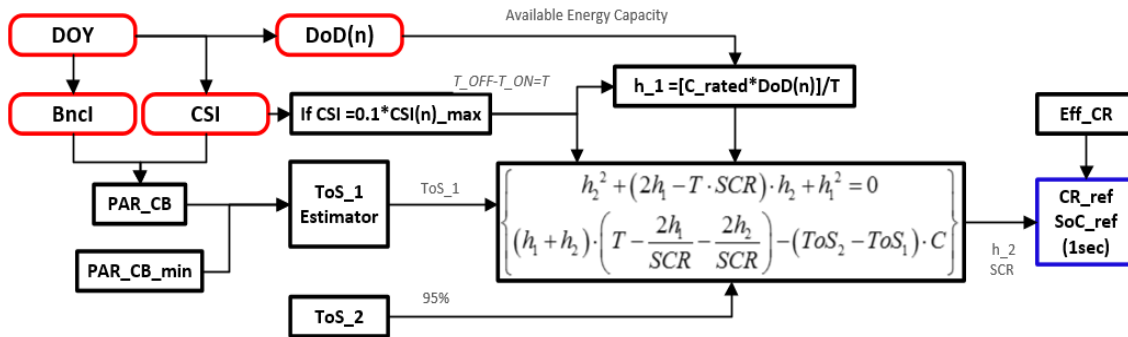 Available Energy Capacity
DOY
DoD(n)
T_OFF-T_ON=T
h_1 =[C_rated*DoD(n)]/T
Bncl
CSI
If CSI =0.1*CSI(n)_max
Eff_CR
ToS_1
Estimator
ToS_1
h_2^2 + (2h_1 − T · SCR) · h_2 + h_1^2 = 0
(h_1 + h_2) · (T − 2h_1/SCR − 2h_2/SCR) − (ToS_2 − ToS_1) · C
CR_ref
SoC_ref
(1sec)
PAR_CB
h_2
SCR
PAR_CB_min
95%
ToS_2